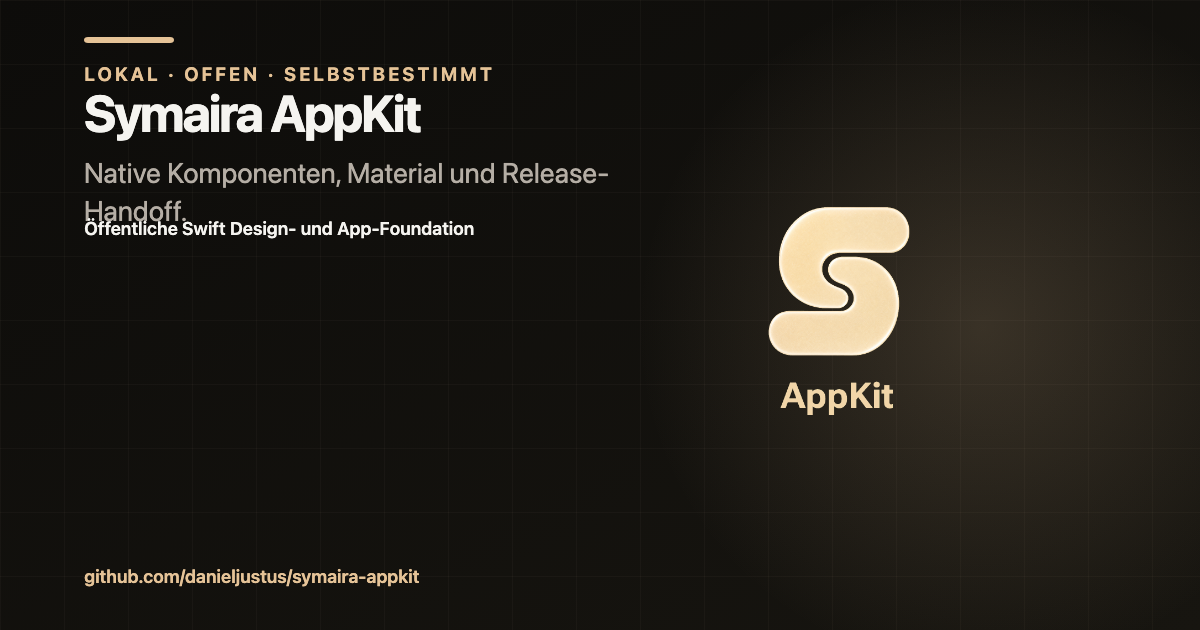 LOKAL · OFFEN · SELBSTBESTIMMT
Symaira AppKit
Native Komponenten, Material und Release-
Handoff.
Öffentliche Swift Design- und App-Foundation
AppKit
github.com/danieljustus/symaira-appkit